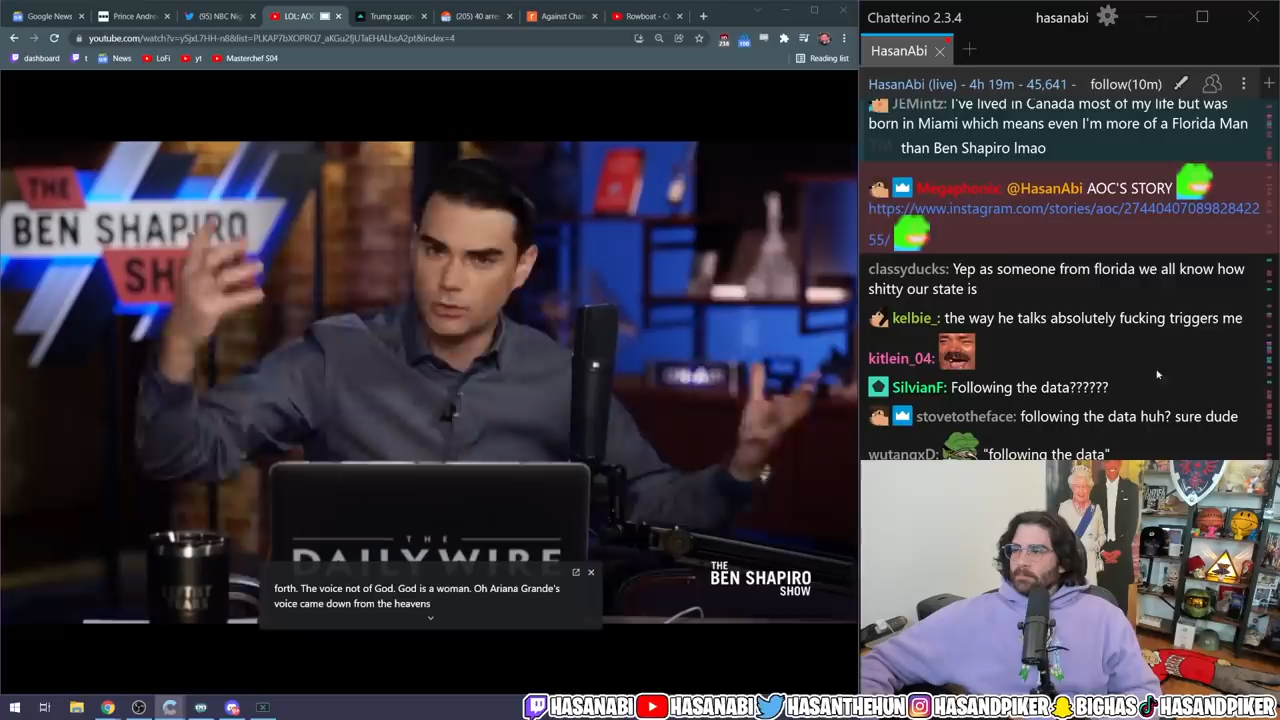 Google News
Prince Andre
(95) NBC Nig
LOL: AOC
Trump suppo
(205) 40 arres
Against Chan
Rowboat - C
youtube.com/watch?v=ySjxL7HH-n8&list=PLKAP7bXOPRQ7_aKGu2fJUTaEHALbsA2pt&index=4
dashboard
t
News
LoFi
yt
Masterchef S04
Reading list
THE
BEN SHAPIRO
SH
THE
DAILYWIRE
forth. The voice not of God. God is a woman. Oh Ariana Grande's
voice came down from the heavens
THE
BEN SHAPIRO
SHOW
Chatterino 2.3.4
hasanabi
HasanAbi
HasanAbi (live) - 4h 19m - 45,641 -
follow(10m)
JEMintz: I've lived in Canada most of my life but was
born in Miami which means even I'm more of a Florida Man
than Ben Shapiro lmao
Megaphonix: @HasanAbi AOC'S STORY
https://www.instagram.com/stories/aoc/27440407089828422
55/
classyducks: Yep as someone from florida we all know how
shitty our state is
kelbie_: the way he talks absolutely fucking triggers me
kitlein_04:
SilvianF: Following the data??????
stovetotheface: following the data huh? sure dude
wutangxD: "following the data"
HASANABI
HASANABI
HASANTHEHUN
HASANDPIKER
BIGHAS
HASANDPIKER